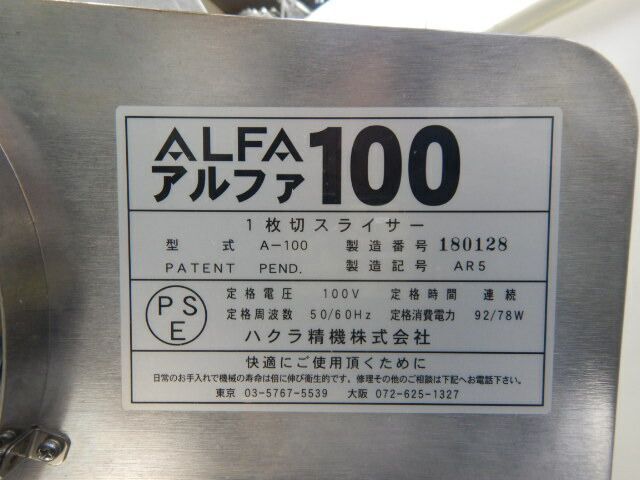 ALFA 100
アルファ
1枚切スライサー
型式 A-100 製造番号 180128
PATENT PEND. 製造記号 AR5
PSE
定格電圧 100V 定格時間 連続
定格周波数 50/60Hz 定格消費電力 92/78W
ハクラ精機株式会社
快適にご使用頂くために
日常のお手入れで機械の寿命は倍に伸び衛生的です。修理その他のご相談は下記へお電話下さい。
東京 03-5767-5539 大阪 072-625-1327